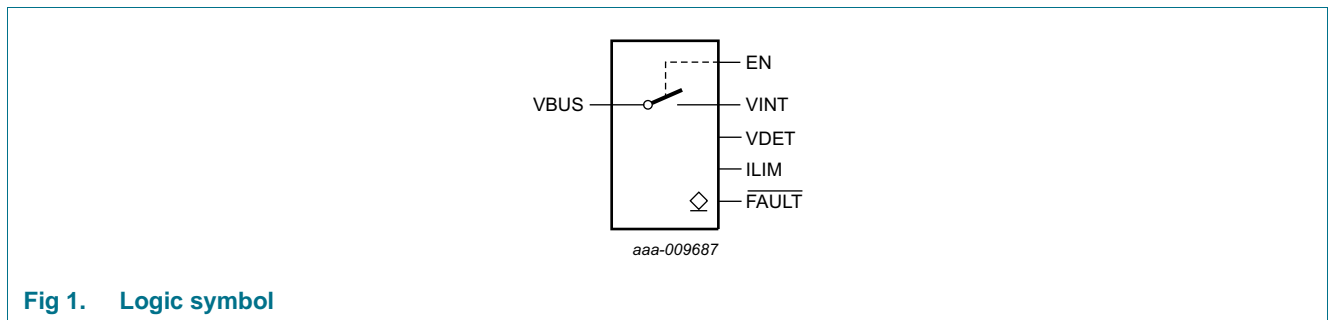 EN
VBUS
VINT
VDET
ILIM
FAULT
aaa-009687
Fig 1. Logic symbol